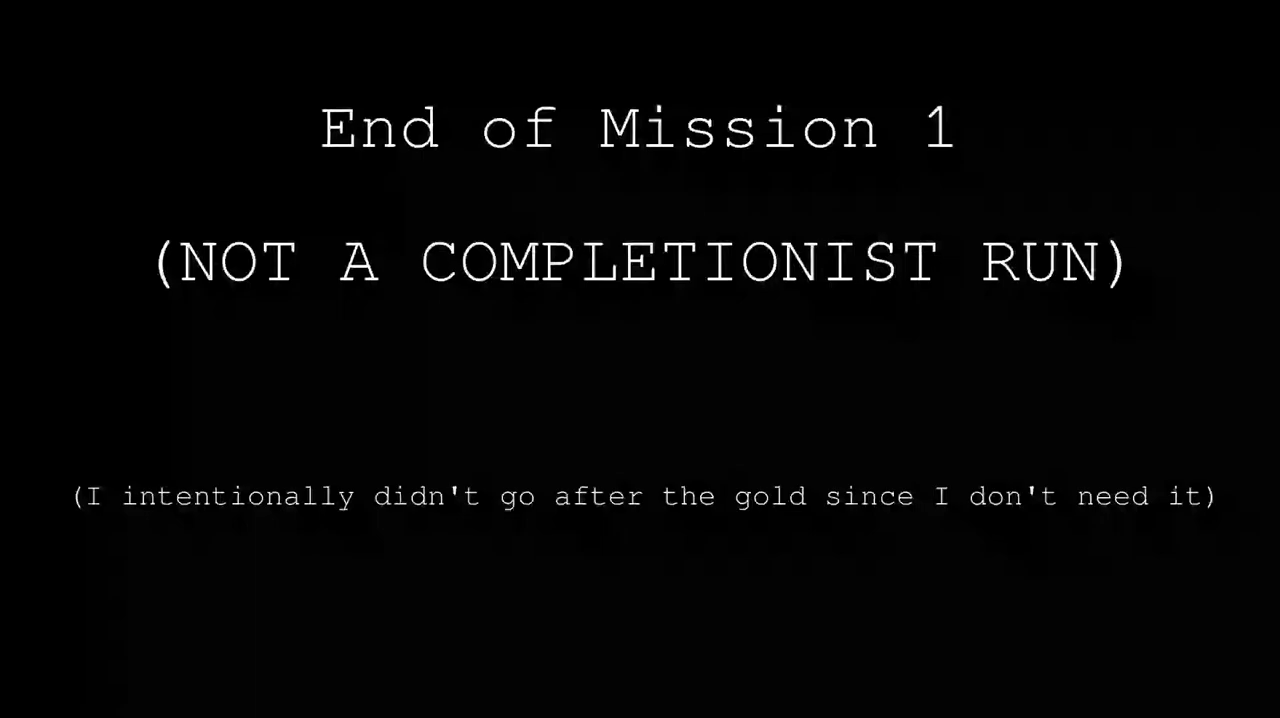 End of Mission 1
(NOT A COMPLETIONIST RUN)
(I intentionally didn't go after the gold since I don't need it)